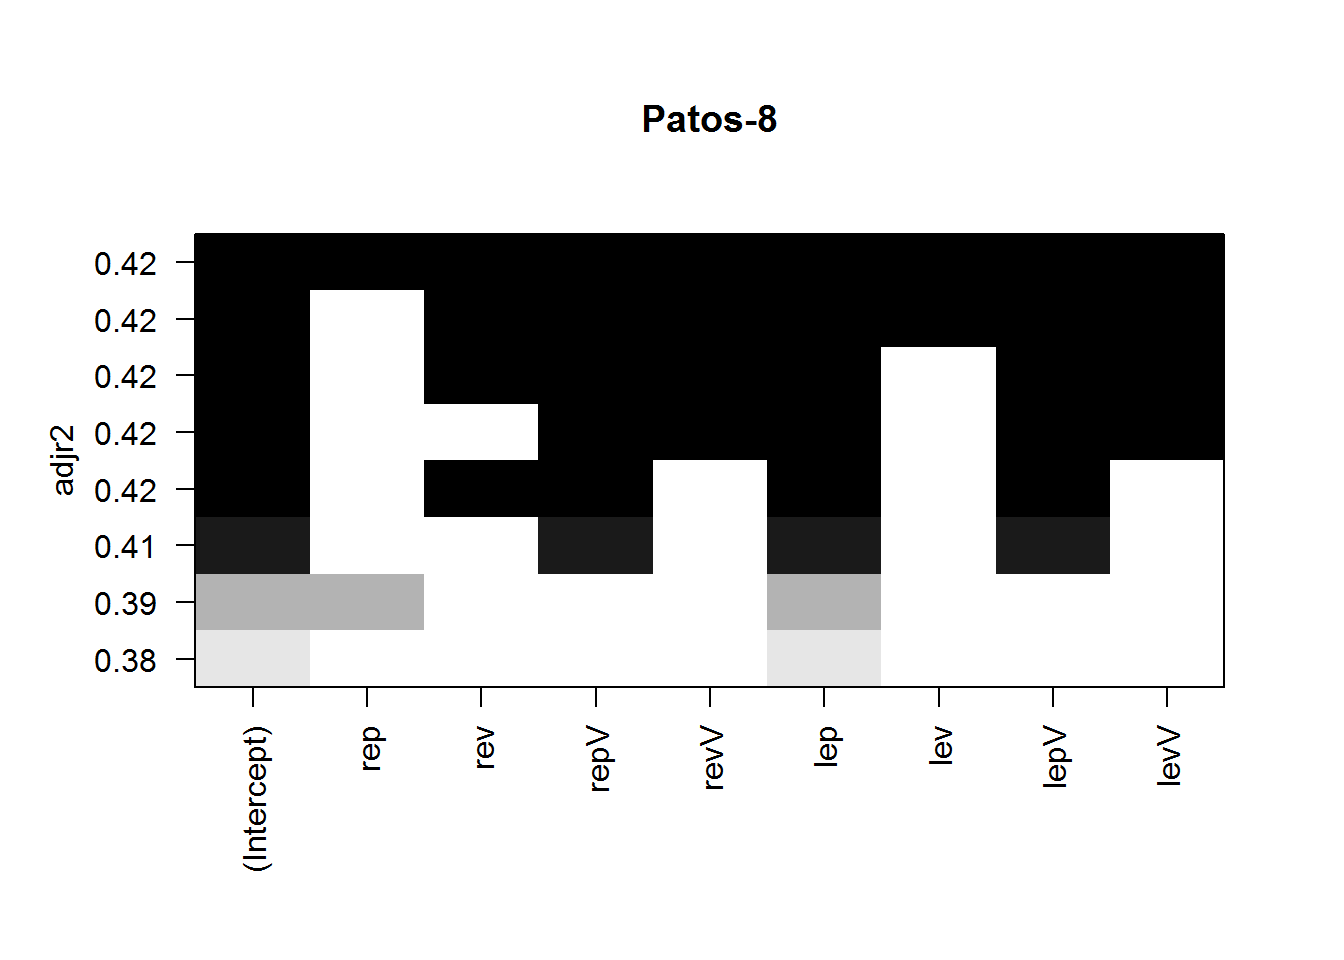 Patos-8
adjr2
0.42
0.42
0.42
0.42
0.42
0.41
0.39
0.38
(Intercept)
rep
rev
repV
revV
lep
lev
lepV
levV